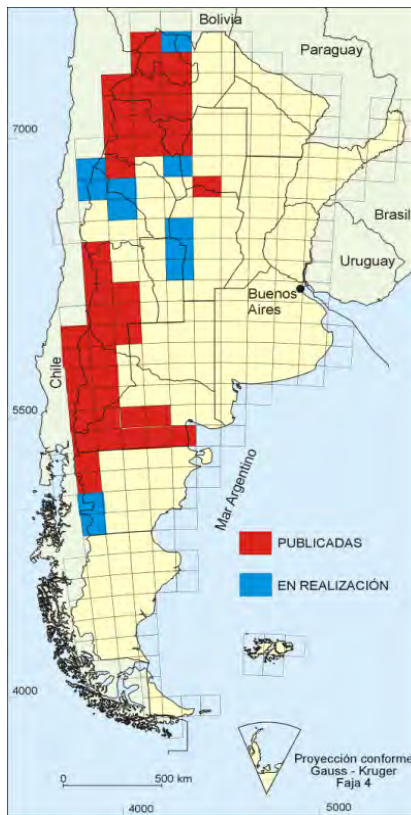 Bolivia
Paraguay
7000
Brasil
Uruguay
Buenos
Aires
Chile
5500
Mar Argentino
PUBLICADAS
EN REALIZACIÓN
4000
Proyección conforme
Gauss - Kruger
Faja 4
0
500 km
4000
5000